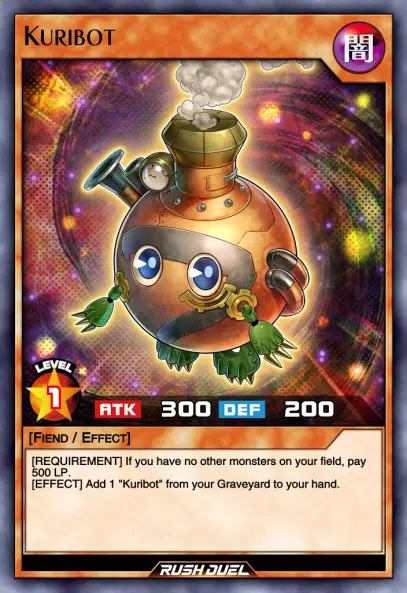 KURIBOT
闇
LEVEL
1
ATK 300 DEF 200
[FIEND / EFFECT]
[REQUIREMENT] If you have no other monsters on your field, pay
500 LP.
[EFFECT] Add 1 "Kuribot" from your Graveyard to your hand.
RUSH DUEL